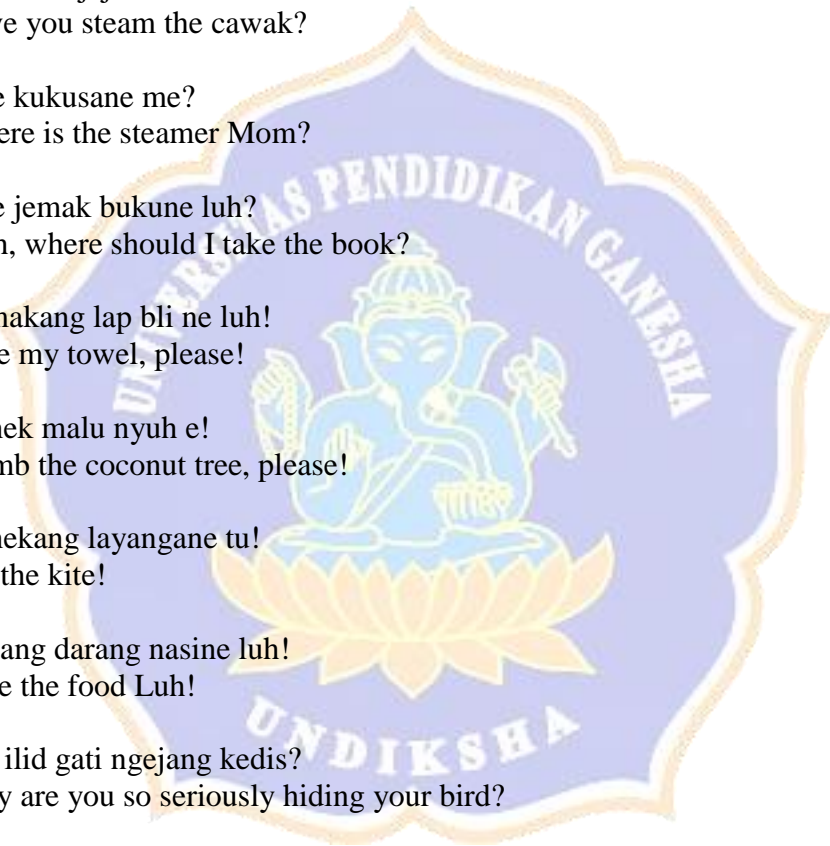 ve you steam the cawak?
e kukusane me?
ere is the steamer Mom?
e jemak bukune luh?
h, where should I take the book?
nakang lap bli ne luh!
e my towel, please!
nek malu nyuh e!
mb the coconut tree, please!
nekang layangane tu!
the kite!
ang darang nasine luh!
e the food Luh!
ilid gati ngejang kedis?
y are you so seriously hiding your bird?
UNIVERSITAS PENDIDIKAN GANESHA
UNDIKSHA